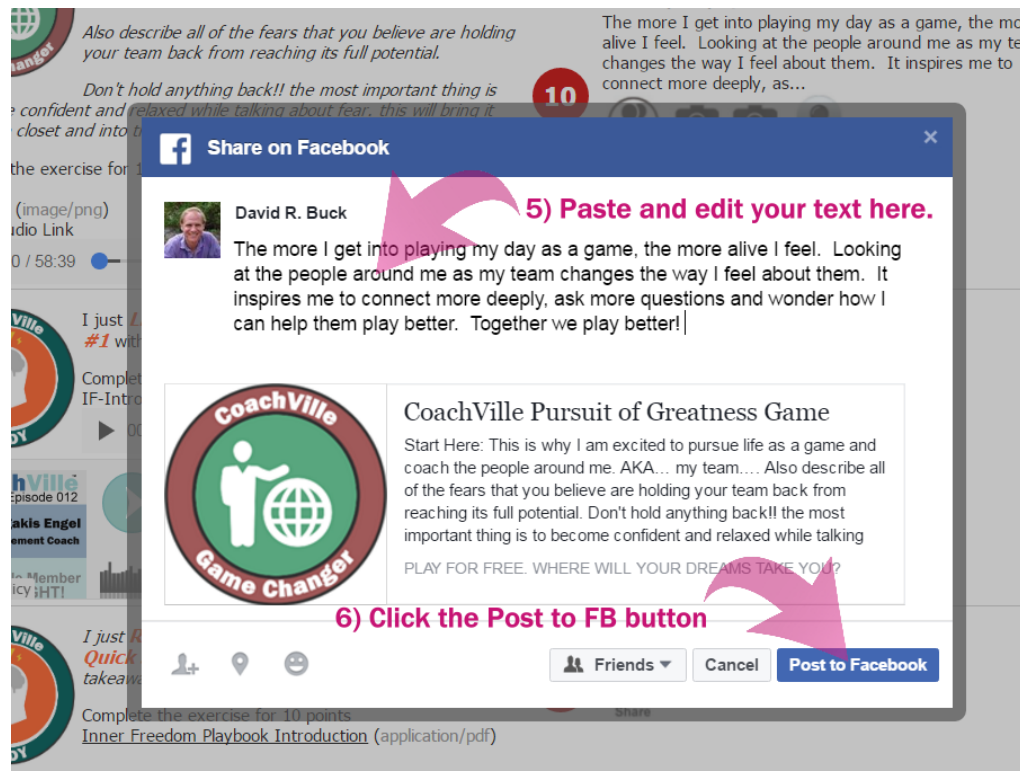 Also describe all of the fears that you believe are holding
your team back from reaching its full potential.
Don't hold anything back!! the most important thing is
confident and relaxed while talking about fear. this will bring it
closet and into
the exercise for 1
(image/png)
dio Link
0 / 58:39
The more I get into playing my day as a game, the mo
alive I feel. Looking at the people around me as my te
changes the way I feel about them. It inspires me to
connect more deeply, as...
10
Share on Facebook
×
5) Paste and edit your text here.
David R. Buck
The more I get into playing my day as a game, the more alive I feel. Looking
at the people around me as my team changes the way I feel about them. It
inspires me to connect more deeply, ask more questions and wonder how I
can help them play better. Together we play better!
CoachVille
Game Changer
CoachVille Pursuit of Greatness Game
Start Here: This is why I am excited to pursue life as a game and
coach the people around me. AKA... my team.... Also describe all
of the fears that you believe are holding your team back from
reaching its full potential. Don't hold anything back!! the most
important thing is to become confident and relaxed while talking
PLAY FOR FREE. WHERE WILL YOUR DREAMS TAKE YOU?
6) Click the Post to FB button
Friends
Cancel
Post to Facebook
Share
I just
#1 with
Complet
IF-Intro
hVille
Episode 012
akis Engel
ement Coach
Member
icy
GHT!
I just R
Quick
takeawa
Complete the exercise for 10 points
Inner Freedom Playbook Introduction (application/pdf)